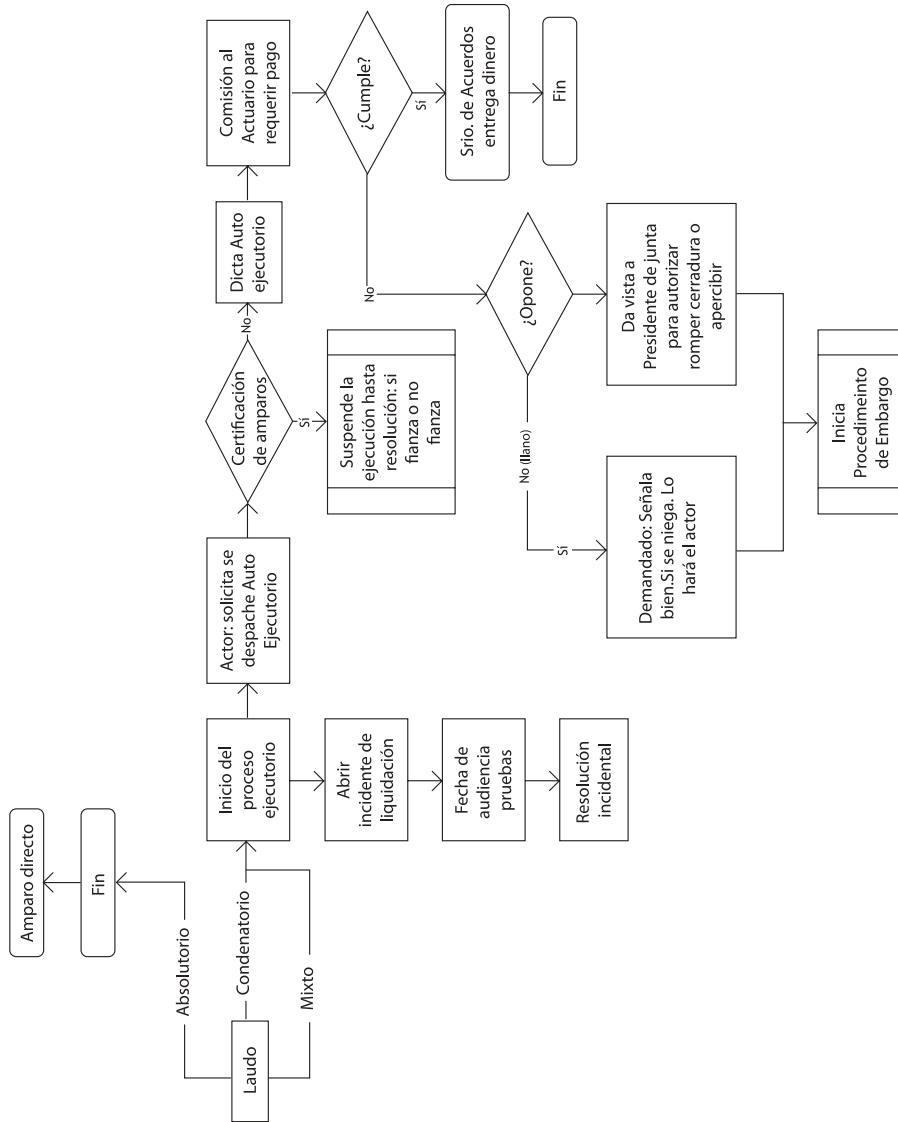 Amparo directo
Fin
Absolutorio
Condenatorio
Mixto
Laudo
Inicio del
proceso
ejecutorio
Abrir
incidente de
liquidación
Fecha de
audiencia
pruebas
Resolución
incidental
Actor: solicita se
despache Auto
Ejecutorio
Certificación
de amparos
No
Sí
Suspende la
ejecución hasta
resolución: si
fianza o no
fianza
Dicta Auto
ejecutorio
Comisión al
Actuario para
requerir pago
¿Cumple?
Sí
Srio. de Acuerdos
entrega dinero
Fin
No
¿Opone?
No (llano)
Sí
Demandado: Señala
bien.Si se niega. Lo
hará el actor
Da vista a
Presidente de junta
para autorizar
romper cerradura o
apercibir
Inicia
Procedimeinto
de Embargo